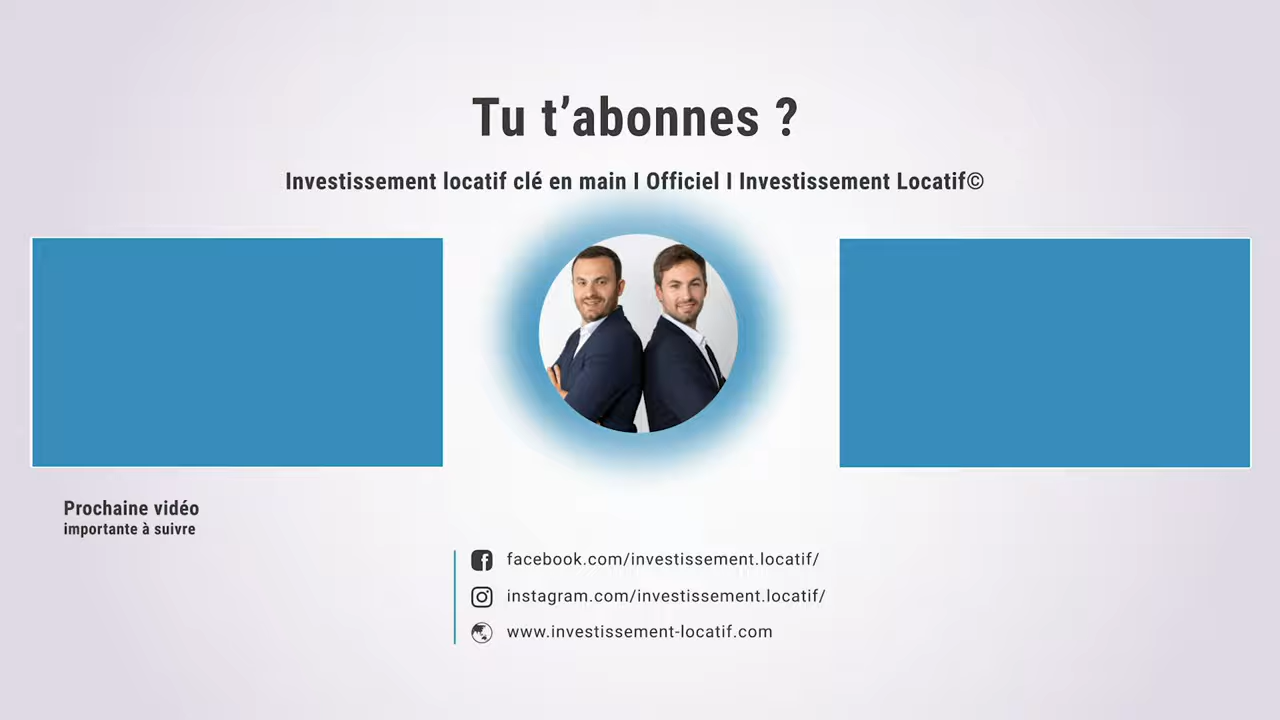 Tu t’abonnes ?
Investissement locatif clé en main I Officiel I Investissement Locatif©
Prochaine vidéo
importante à suivre
facebook.com/investissement.locatif/
instagram.com/investissement.locatif/
www.investissement-locatif.com